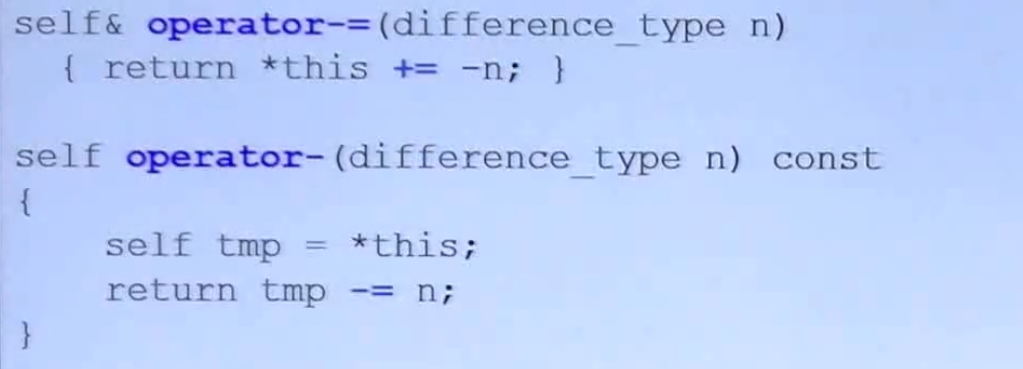 self& operator-=(difference_type n)
{ return *this += -n; }
self operator-(difference_type n) const
{
self tmp = *this;
return tmp -= n;
}